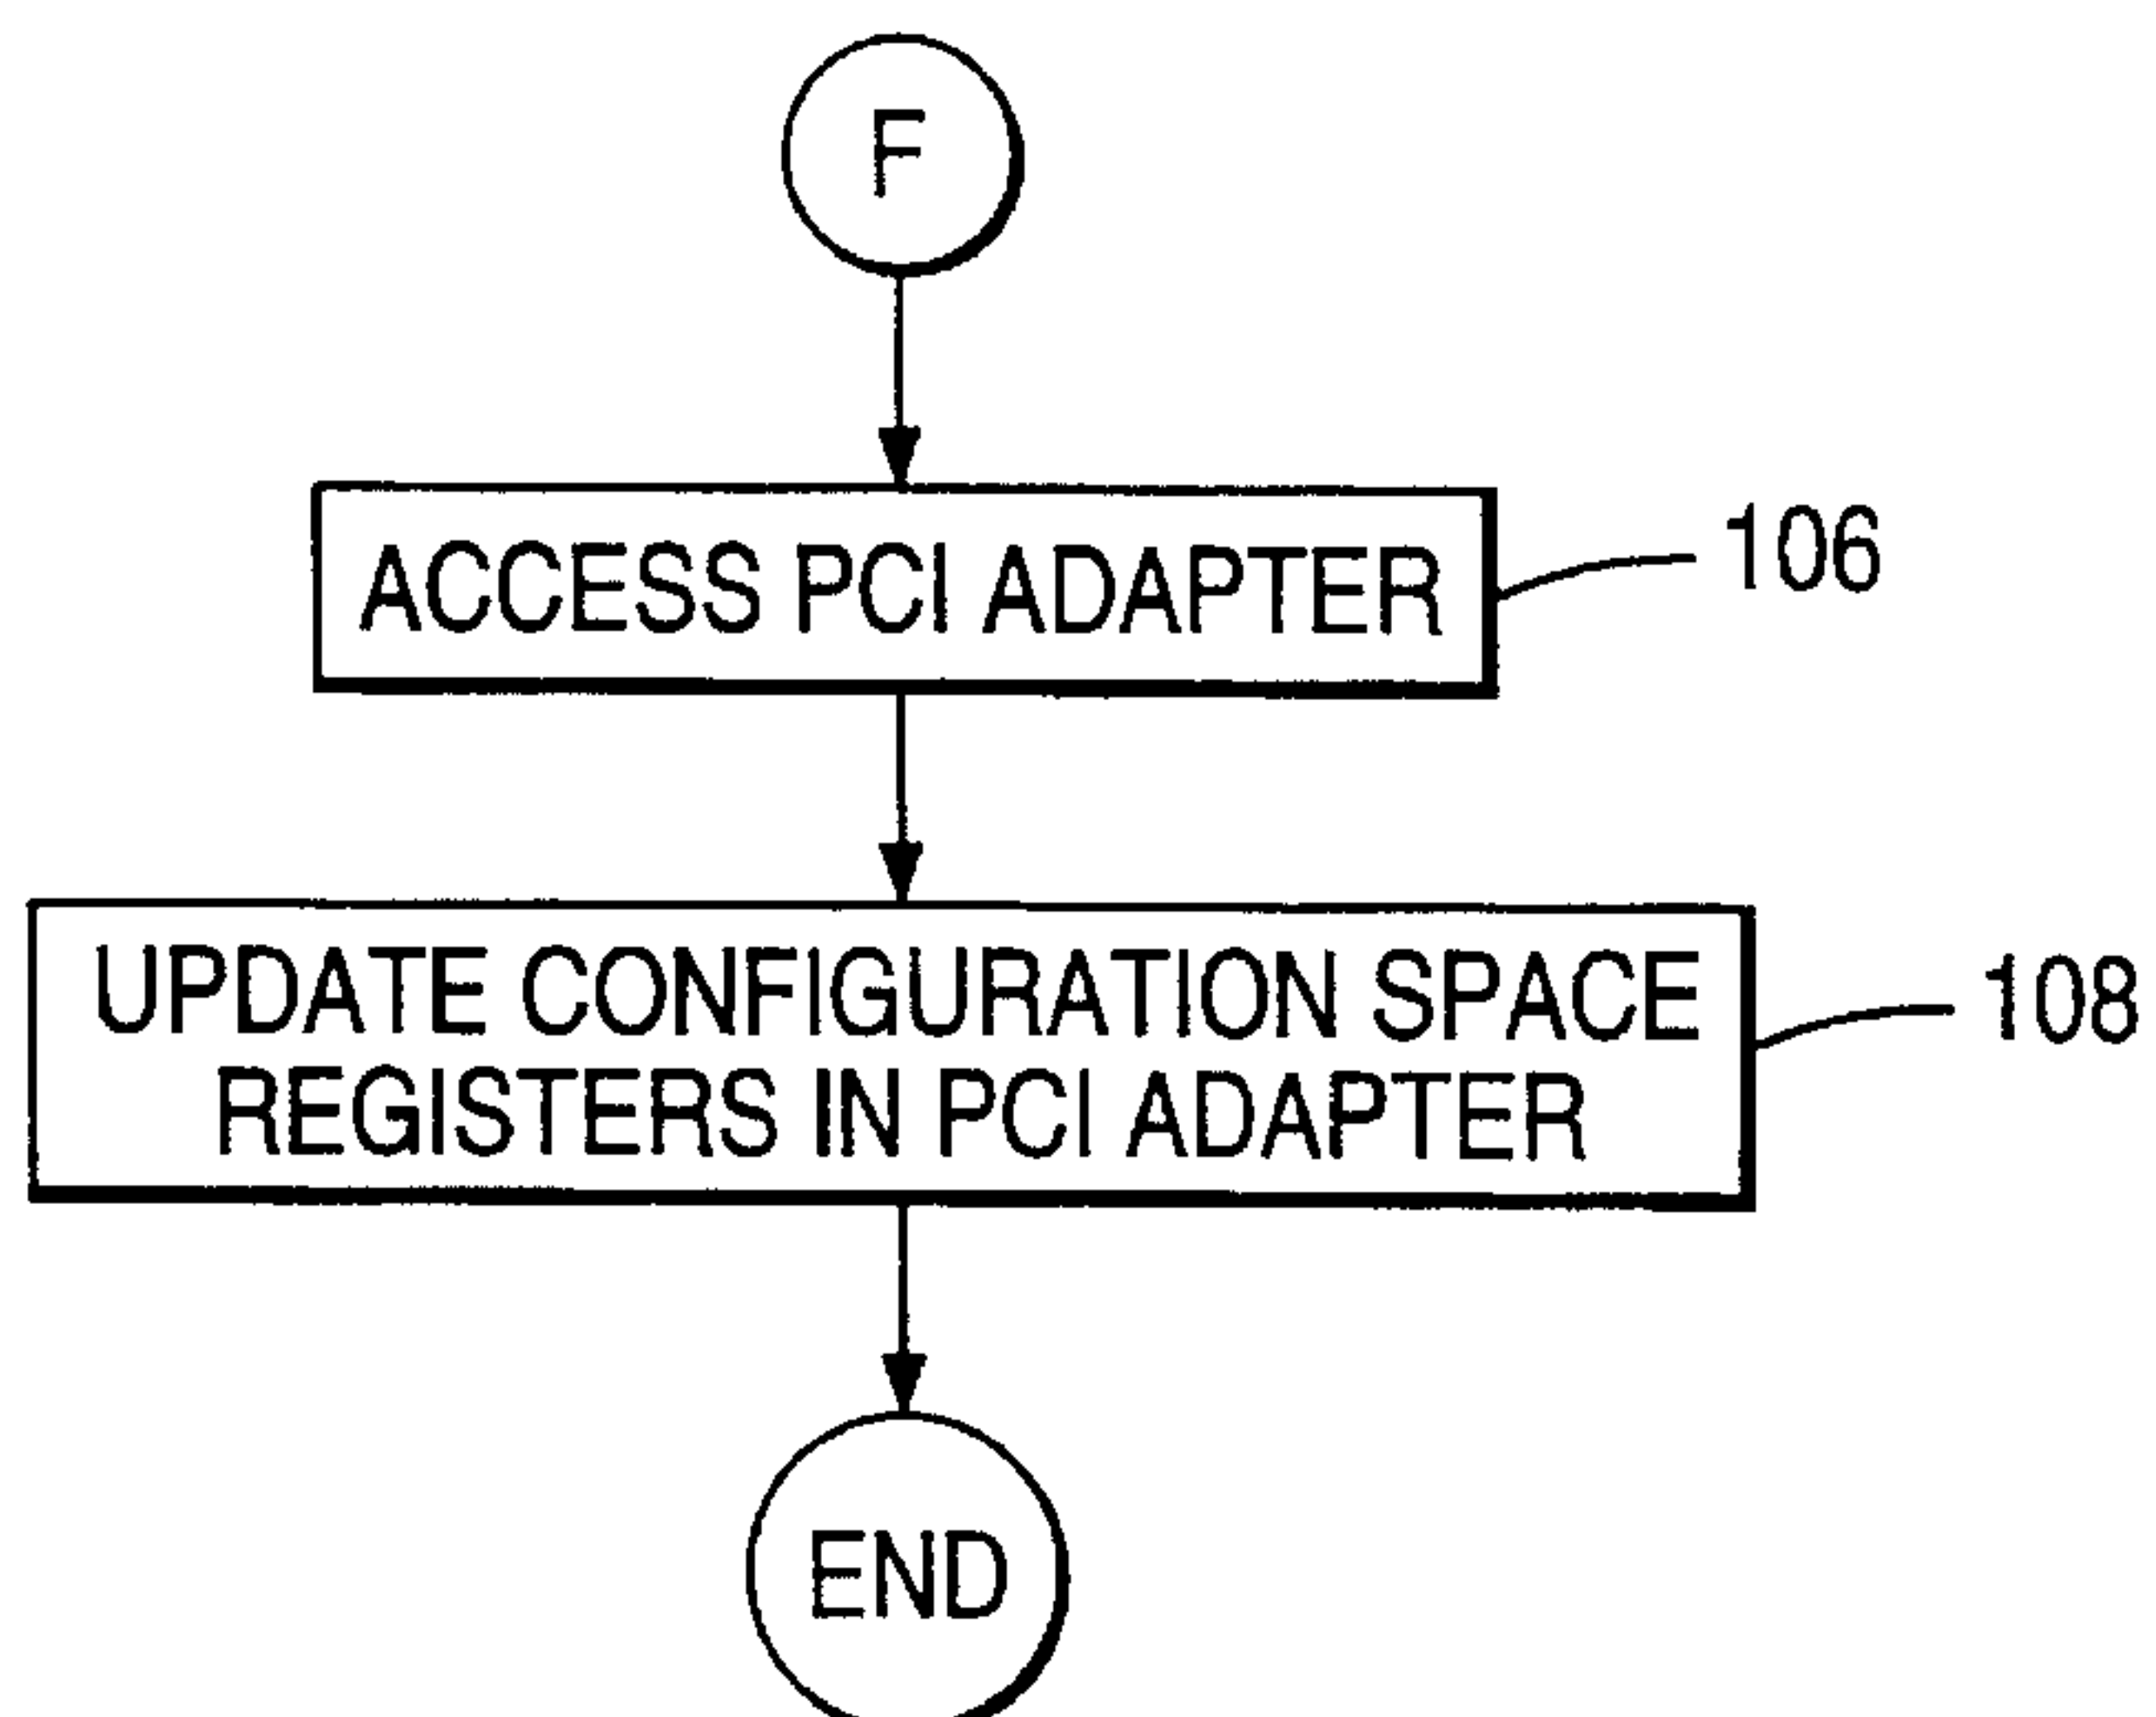 F
ACCESS PCI ADAPTER
106
UPDATE CONFIGURATION SPACE
REGISTERS IN PCI ADAPTER
108
END